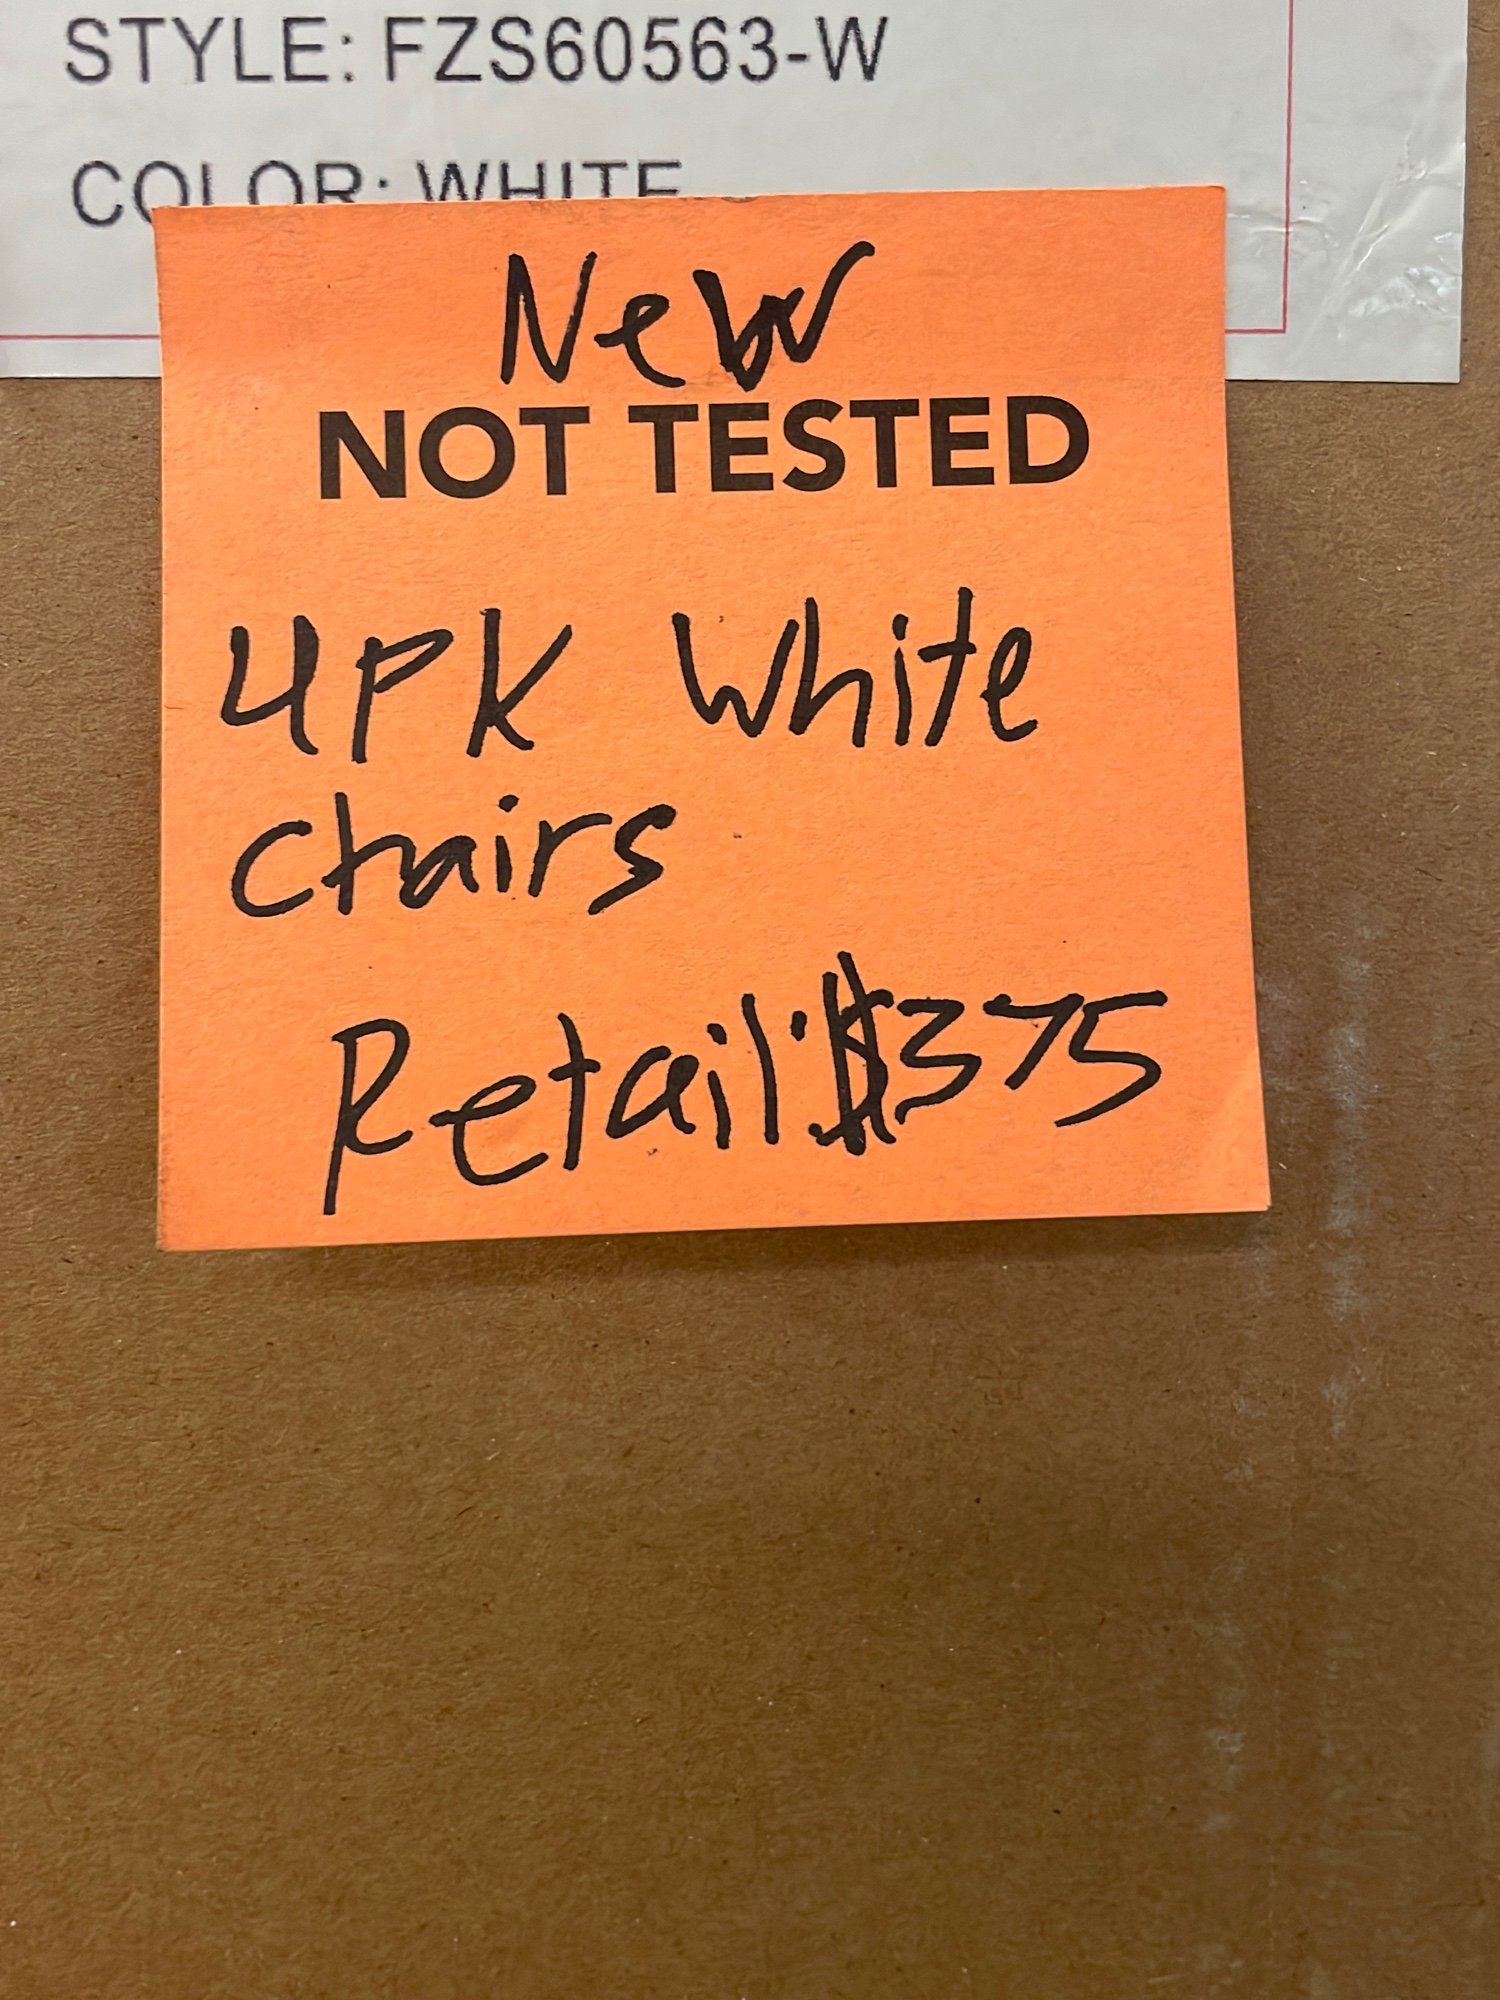 STYLE: FZS60563-W
COLOR: WHITE
New
NOT TESTED
4PK White
Chairs
Retail: $375